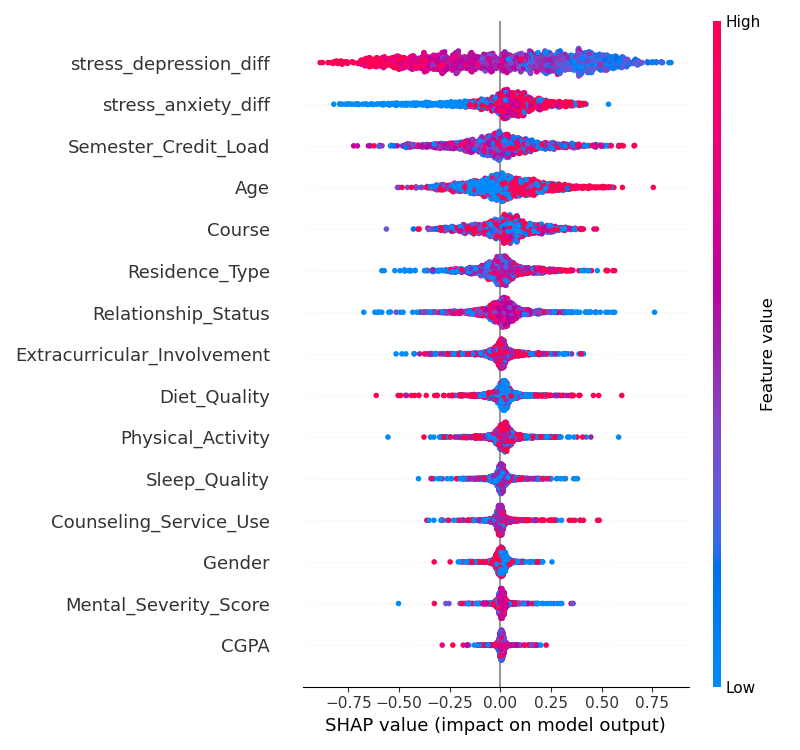 High
stress_depression_diff
stress_anxiety_diff
Semester_Credit_Load
Age
Course
Residence_Type
Relationship_Status
Extracurricular_Involvement
Diet_Quality
Physical_Activity
Sleep_Quality
Counseling_Service_Use
Gender
Mental_Severity_Score
CGPA
Feature value
Low
−0.75 −0.50 −0.25 0.00 0.25 0.50 0.75
SHAP value (impact on model output)